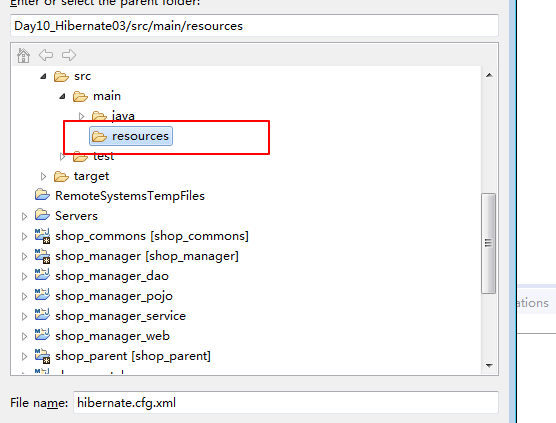 Enter or select the parent folder:
Day10_Hibernate03/src/main/resources
src
main
java
resources
test
target
RemoteSystemsTempFiles
Servers
shop_commons [shop_commons]
shop_manager [shop_manager]
shop_manager_dao
shop_manager_pojo
shop_manager_service
shop_manager_web
shop_parent [shop_parent]
ations
File name: hibernate.cfg.xml